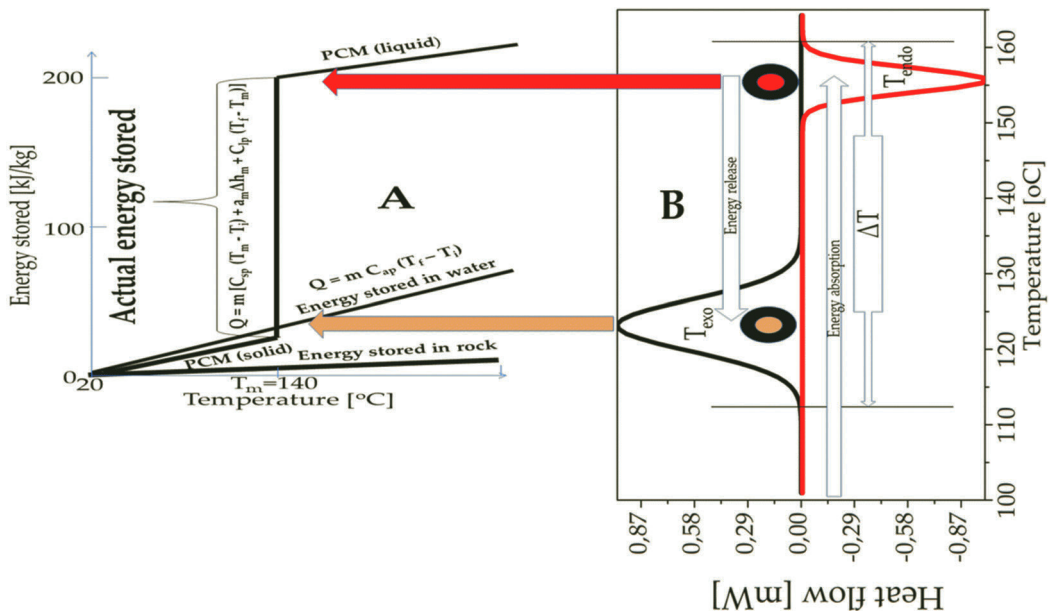 Energy stored [kJ/kg]
200
100
0
20
Tm=140
Temperature [°C]
Actual energy stored
Q = m [Csp (Tm - Ti) + amΔhm + Clp (Tf - Tm)]
PCM (liquid)
A
Q = m Cap (Tf – Ti)
Energy stored in water
PCM (solid)
Energy stored in rock
B
Energy release
Texo
Tendo
Energy absorption
ΔT
100
110
120
130
140
150
160
Temperature [oC]
0,87
0,58
0,29
0,00
-0,29
-0,58
-0,87
Heat flow [mW]